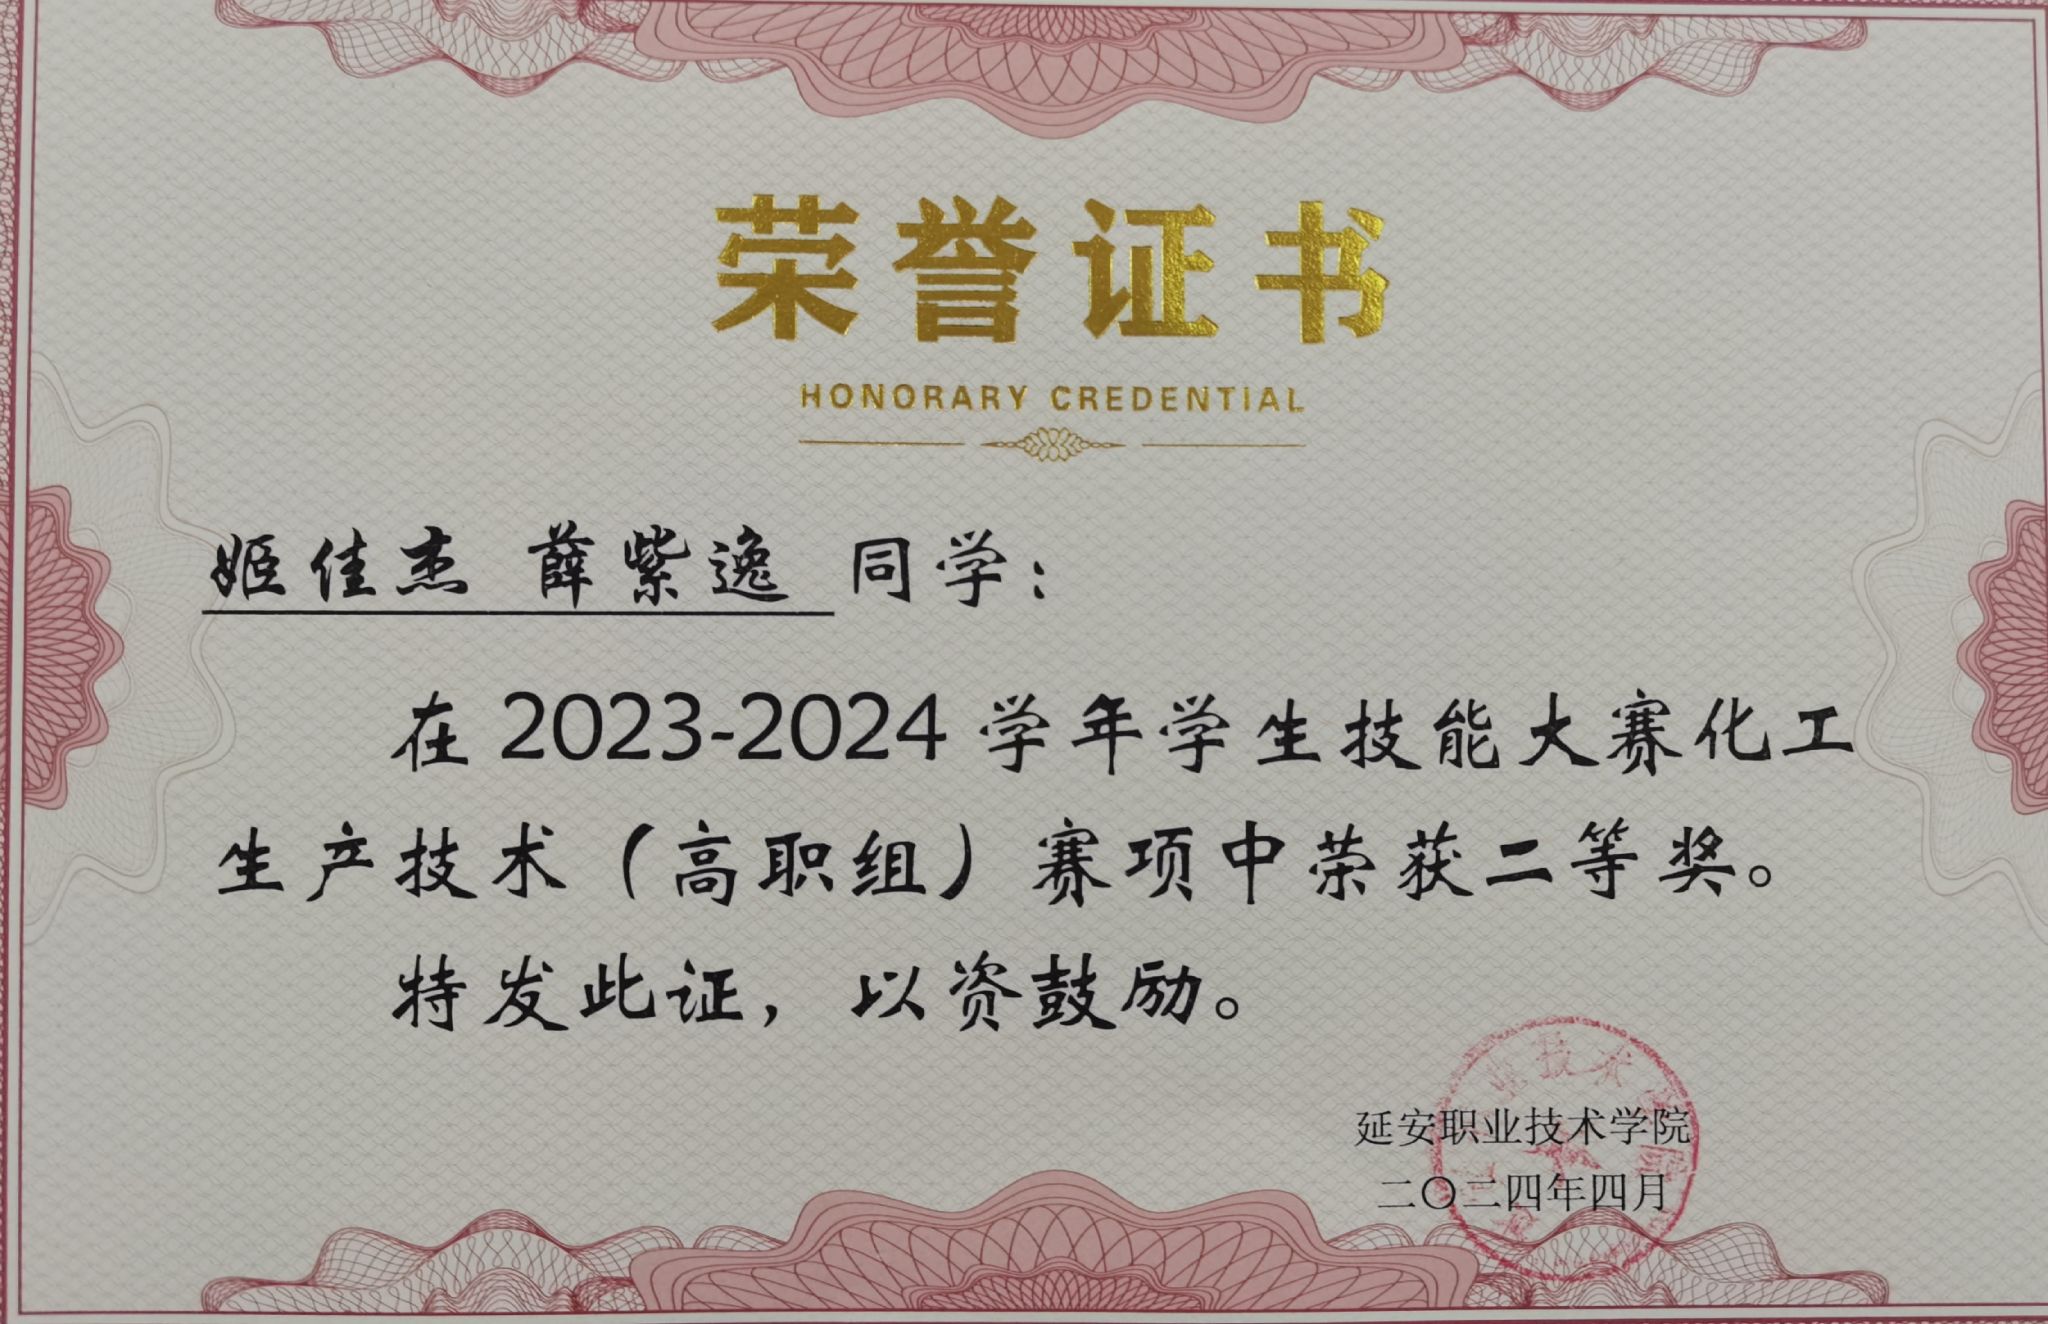 荣誉证书
HONORARY CREDENTIAL
姬佳杰 薛紫逸 同学：
在 2023-2024 学年学生技能大赛化工
生产技术（高职组）赛项中荣获二等奖。
特发此证，以资鼓励。
延安职业技术学院
二〇二四年四月